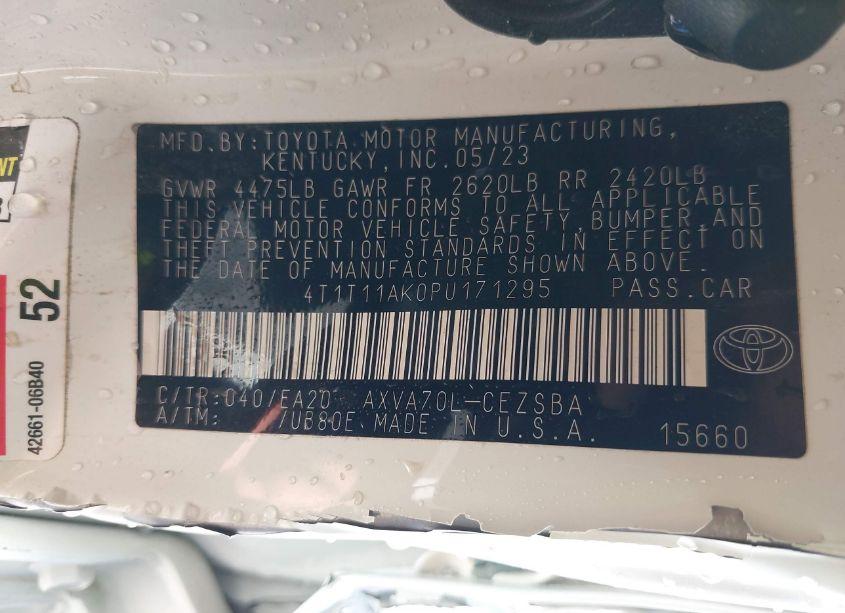 MFD.BY:TOYOTA MOTOR MANUFACTURING,
KENTUCKY,INC.05/23
GVWR 4475LB GAWR FR 2620LB RR 2420LB
THIS VEHICLE CONFORMS TO ALL APPLICABLE
FEDERAL MOTOR VEHICLE SAFETY,BUMPER,AND
THEFT PREVENTION STANDARDS IN EFFECT ON
THE DATE OF MANUFACTURE SHOWN ABOVE.
4T1T11AK0PU171295 PASS.CAR
C/TR:040/EA20 AXVA70L-CEZSBA
A/TM: /UB80E MADE IN U.S.A. 15660
52
42661-06B40